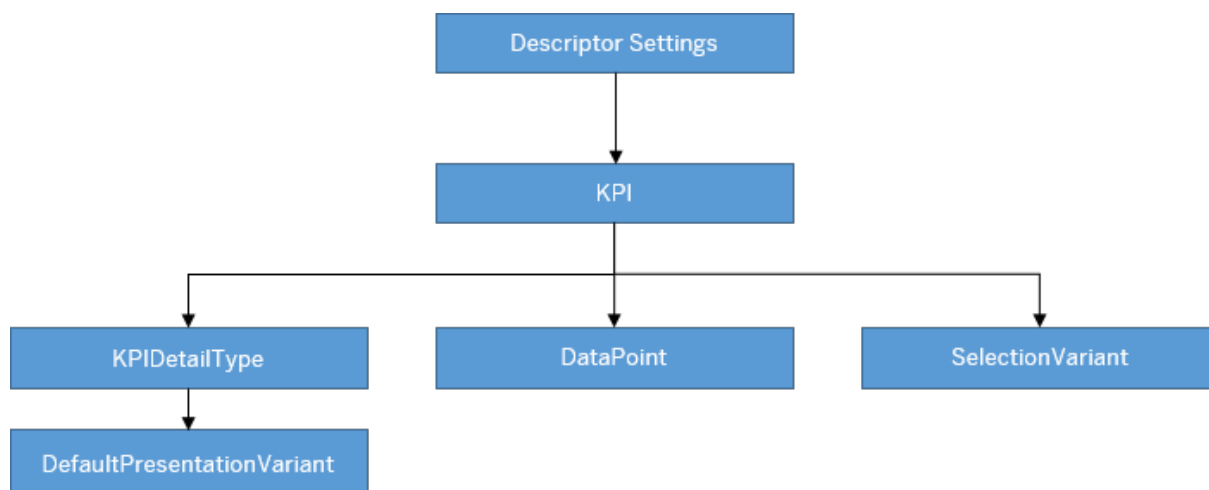 Descriptor Settings
KPI
KPIDetailType
DataPoint
SelectionVariant
DefaultPresentationVariant